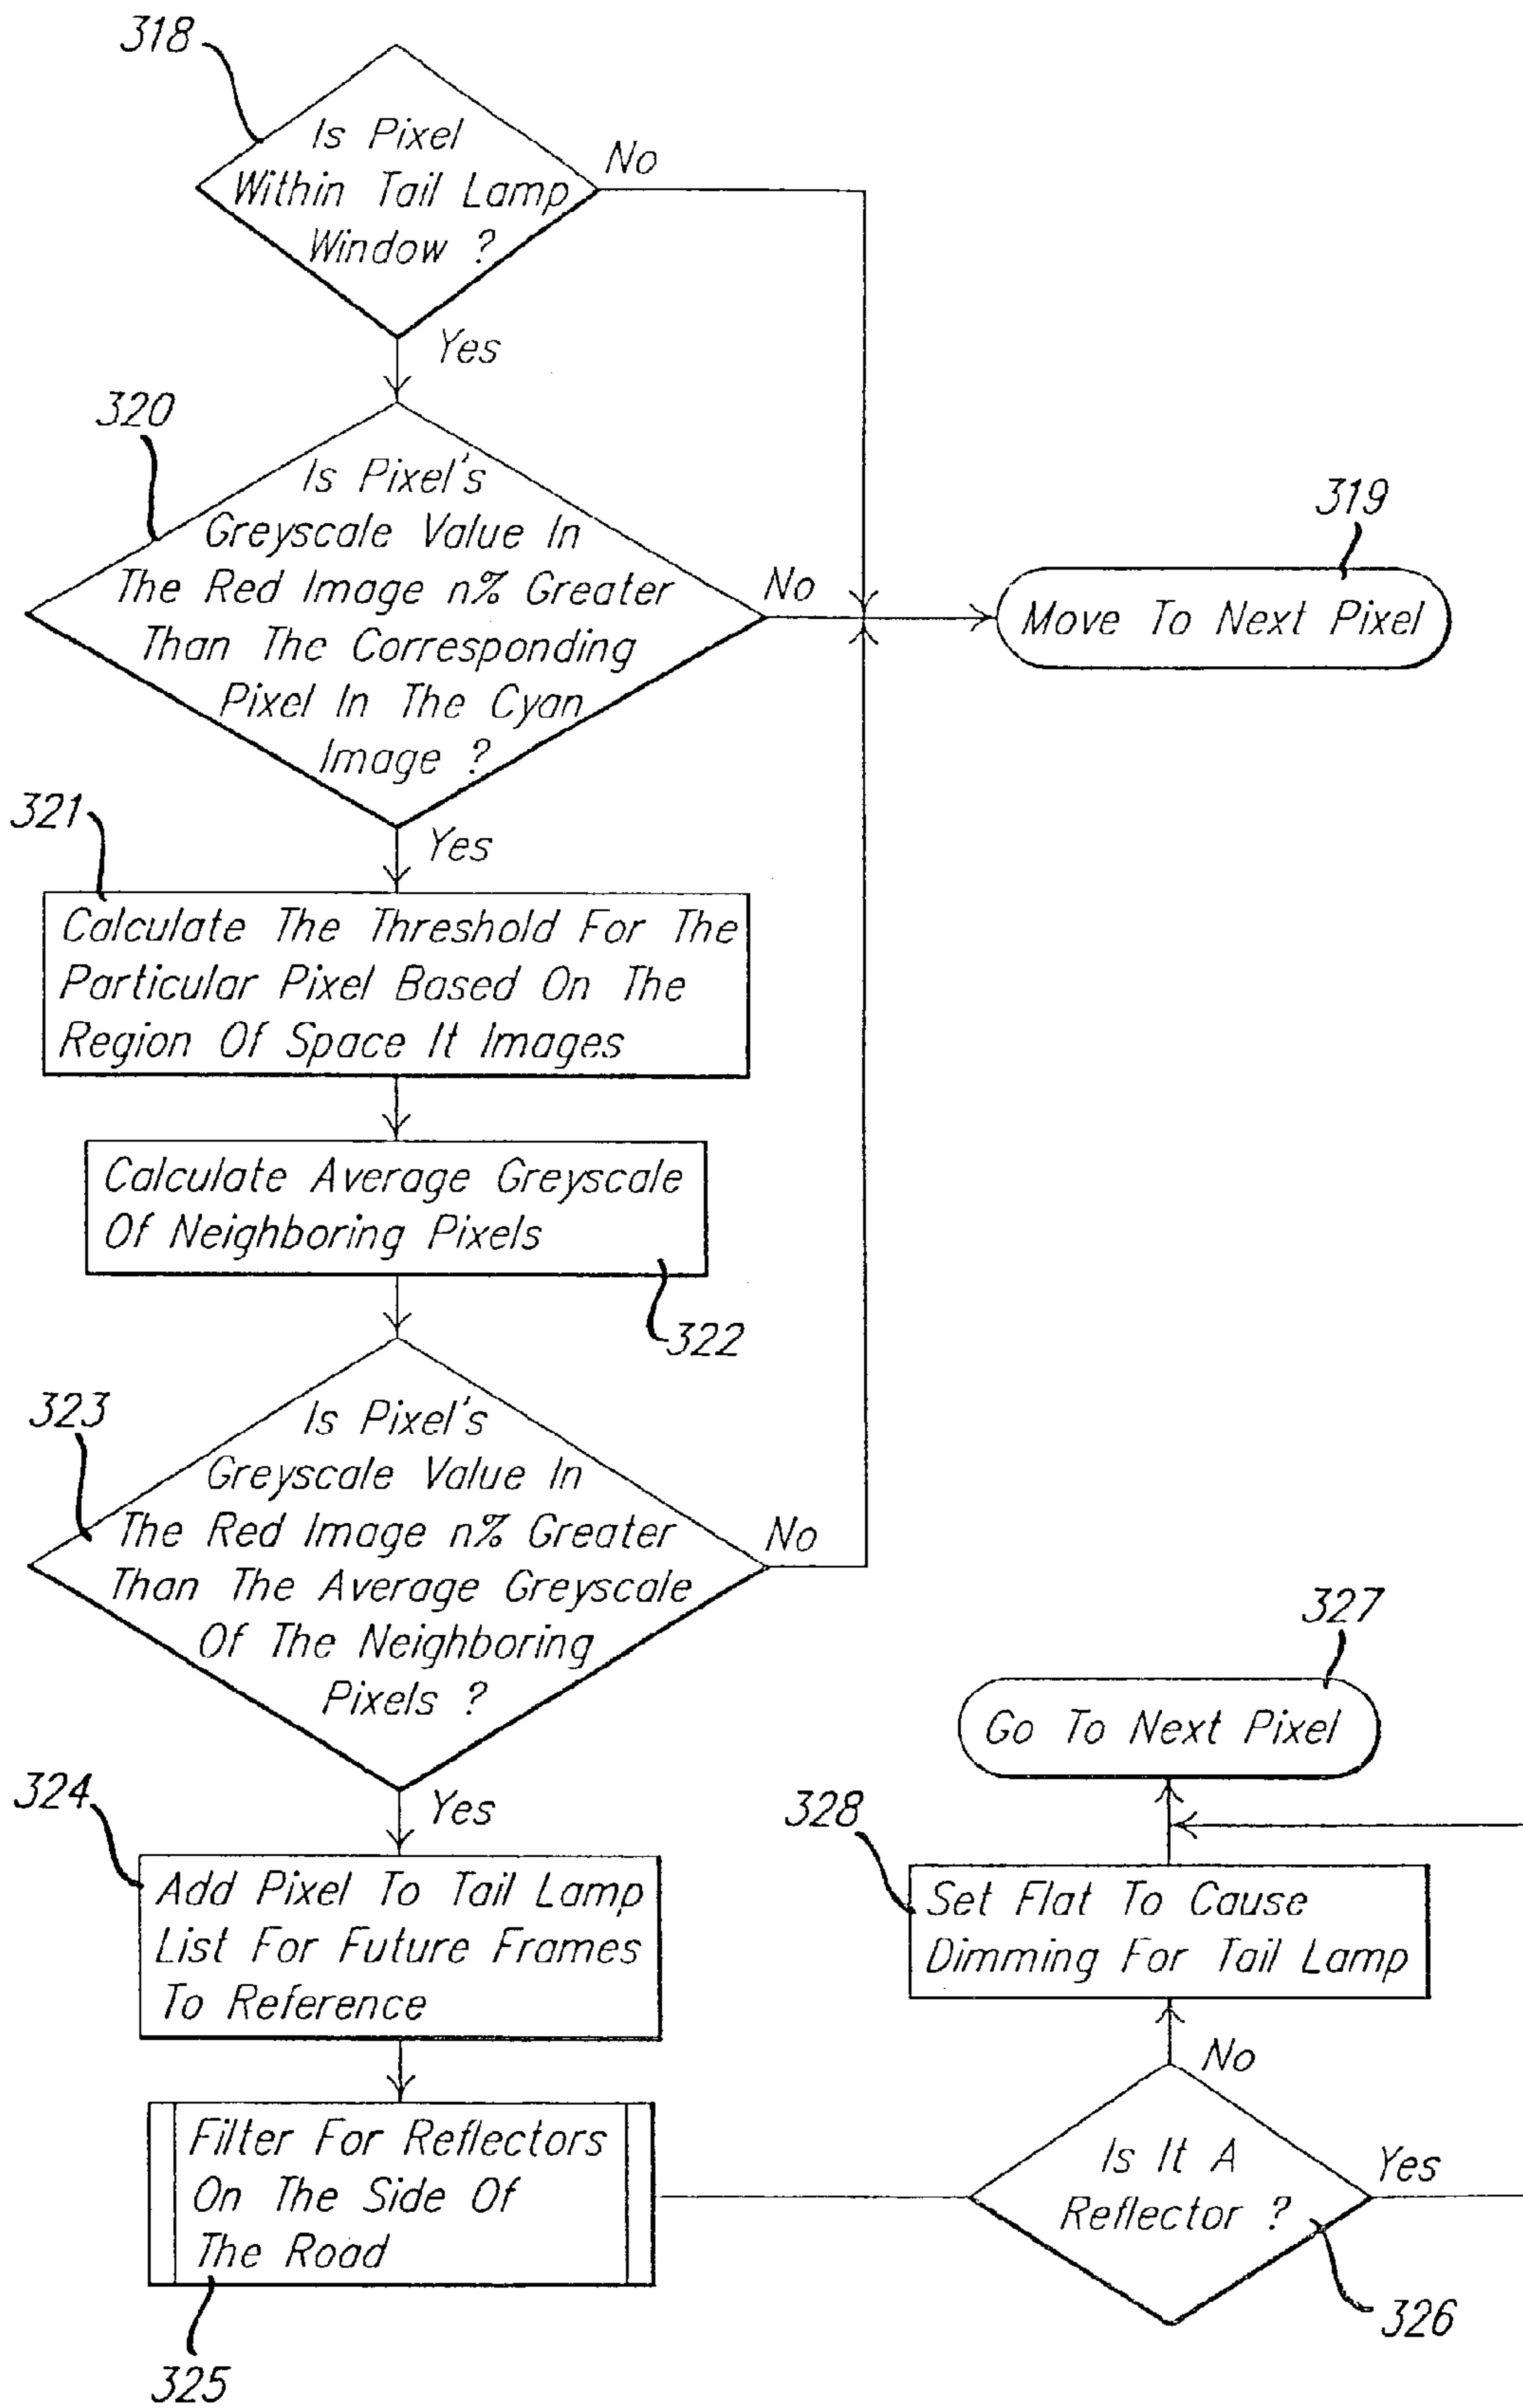 318
Is Pixel
Within Tail Lamp
Window ?
No
Yes
320
Is Pixel's
Greyscale Value In
The Red Image n% Greater
Than The Corresponding
Pixel In The Cyan
Image ?
No
319
Move To Next Pixel
Yes
321
Calculate The Threshold For The
Particular Pixel Based On The
Region Of Space It Images
Calculate Average Greyscale
Of Neighboring Pixels
322
323
Is Pixel's
Greyscale Value In
The Red Image n% Greater
Than The Average Greyscale
Of The Neighboring
Pixels ?
No
Yes
324
Add Pixel To Tail Lamp
List For Future Frames
To Reference
Filter For Reflectors
On The Side Of
The Road
325
327
Go To Next Pixel
328
Set Flat To Cause
Dimming For Tail Lamp
No
Is It A
Reflector ?
Yes
326